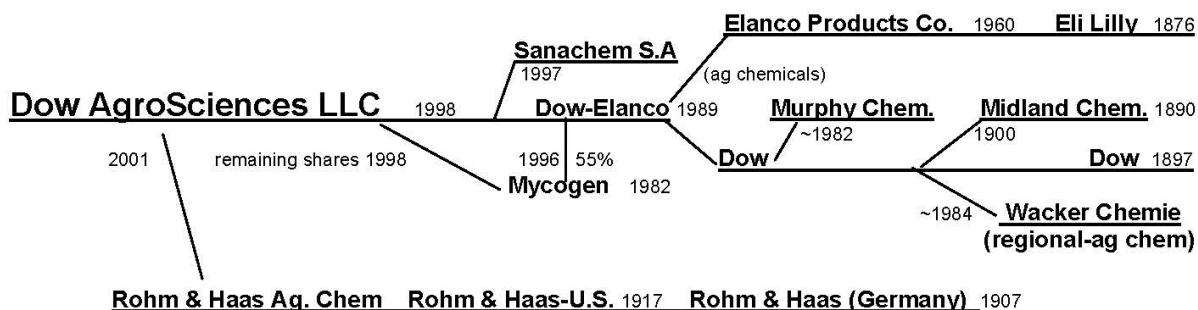 Elanco Products Co. 1960 Eli Lilly 1876
Sanachem S.A
1997
(ag chemicals)
Dow AgroSciences LLC 1998 Dow-Elanco 1989 Murphy Chem. Midland Chem. 1890
~1982 1900
2001 remaining shares 1998 1996 55% Dow Dow 1897
Mycogen 1982
~1984 Wacker Chemie
(regional-ag chem)
Rohm & Haas Ag. Chem Rohm & Haas-U.S. 1917 Rohm & Haas (Germany) 1907